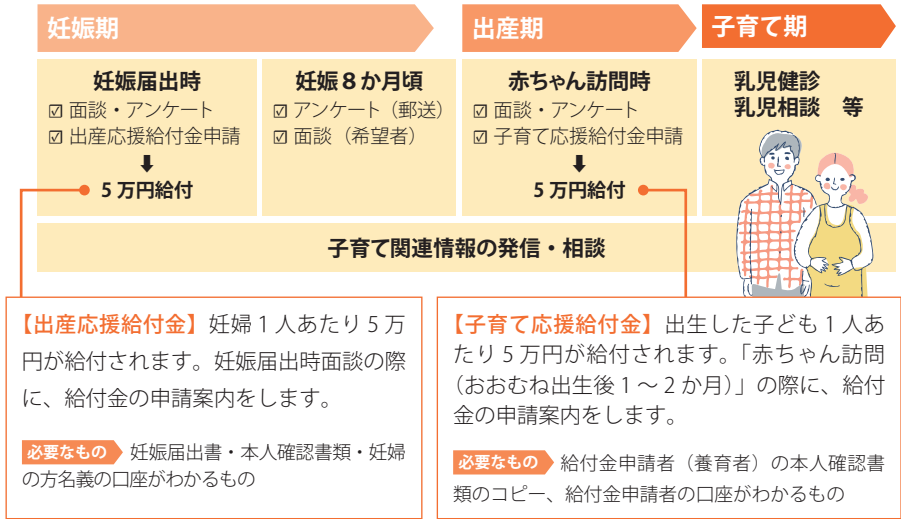 妊娠期
出産期
子育て期
妊娠届出時
☑ 面談・アンケート
☑ 出産応援給付金申請
⬇
5 万円給付
妊娠８か月頃
☑ アンケート（郵送）
☑ 面談（希望者）
赤ちゃん訪問時
☑ 面談・アンケート
☑ 子育て応援給付金申請
⬇
5 万円給付
乳児健診
乳児相談　等
子育て関連情報の発信・相談
【出産応援給付金】妊婦 1 人あたり 5 万
円が給付されます。妊娠届出時面談の際
に、給付金の申請案内をします。
必要なもの 妊娠届出書・本人確認書類・妊婦
の方名義の口座がわかるもの
【子育て応援給付金】出生した子ども 1 人あ
たり 5 万円が給付されます。「赤ちゃん訪問
（おおむね出生後 1 〜 2 か月）」の際に、給付
金の申請案内をします。
必要なもの 給付金申請者（養育者）の本人確認書
類のコピー、給付金申請者の口座がわかるもの